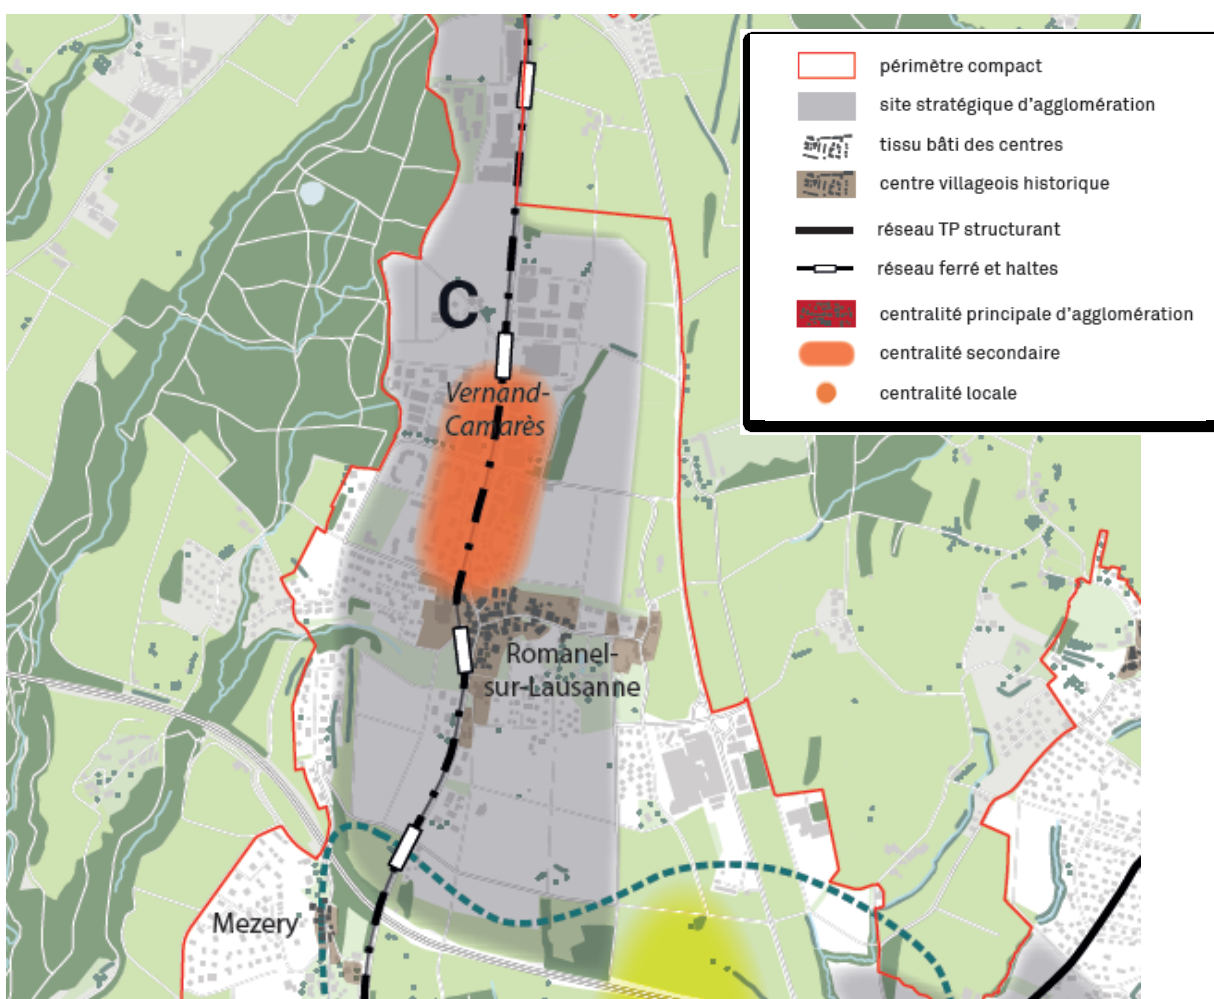 périmètre compact
site stratégique d'agglomération
tissu bâti des centres
centre villageois historique
réseau TP structurant
réseau ferré et haltes
centralité principale d'agglomération
centralité secondaire
centralité locale
C
Vernand-
Camarès
Romanel-
sur-Lausanne
Mezery